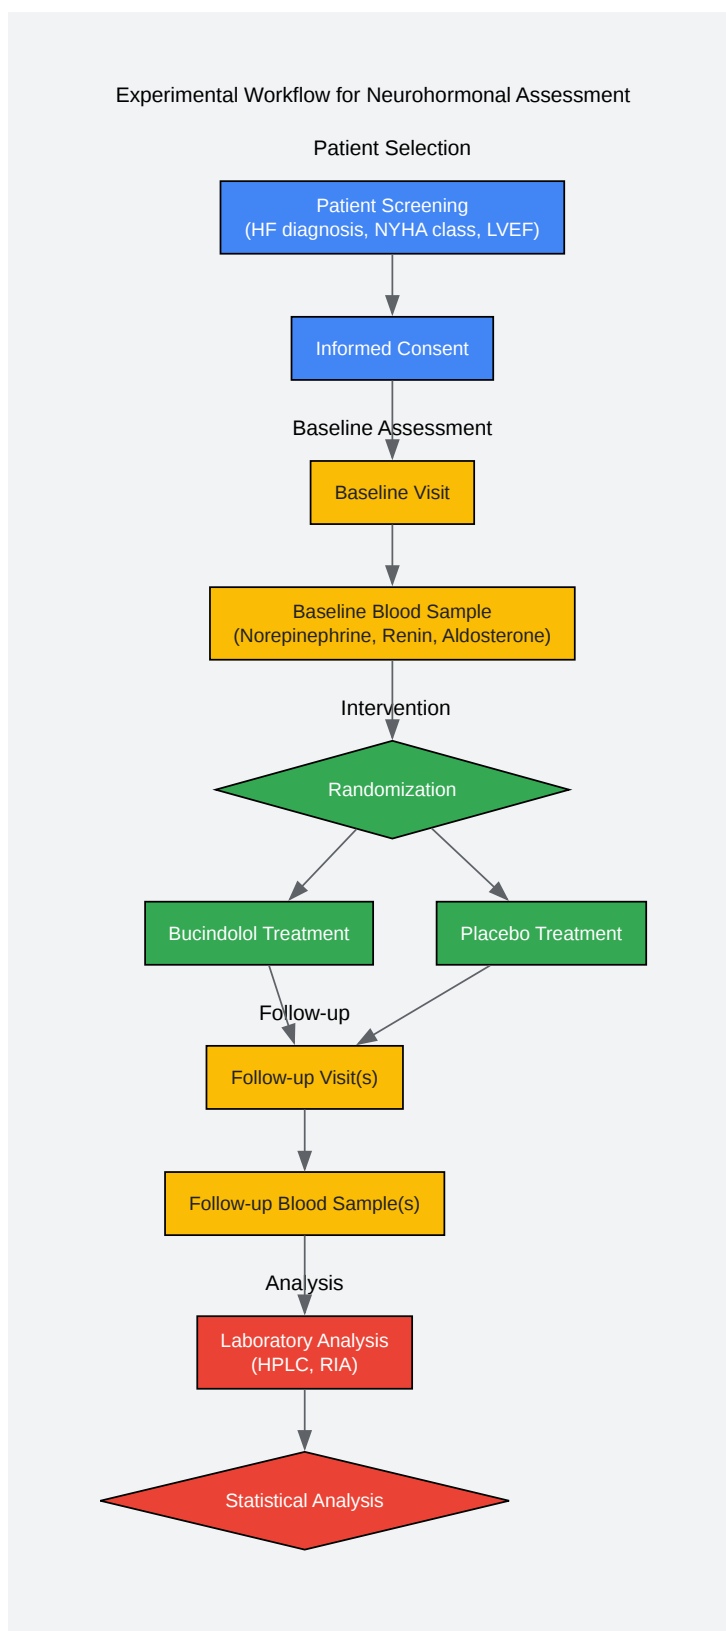 Experimental Workflow for Neurohormonal Assessment
Patient Selection
Patient Screening
(HF diagnosis, NYHA class, LVEF)
Informed Consent
Baseline Assessment
Baseline Visit
Baseline Blood Sample
(Norepinephrine, Renin, Aldosterone)
Intervention
Randomization
Bucindolol Treatment
Placebo Treatment
Follow-up
Follow-up Visit(s)
Follow-up Blood Sample(s)
Analysis
Laboratory Analysis
(HPLC, RIA)
Statistical Analysis